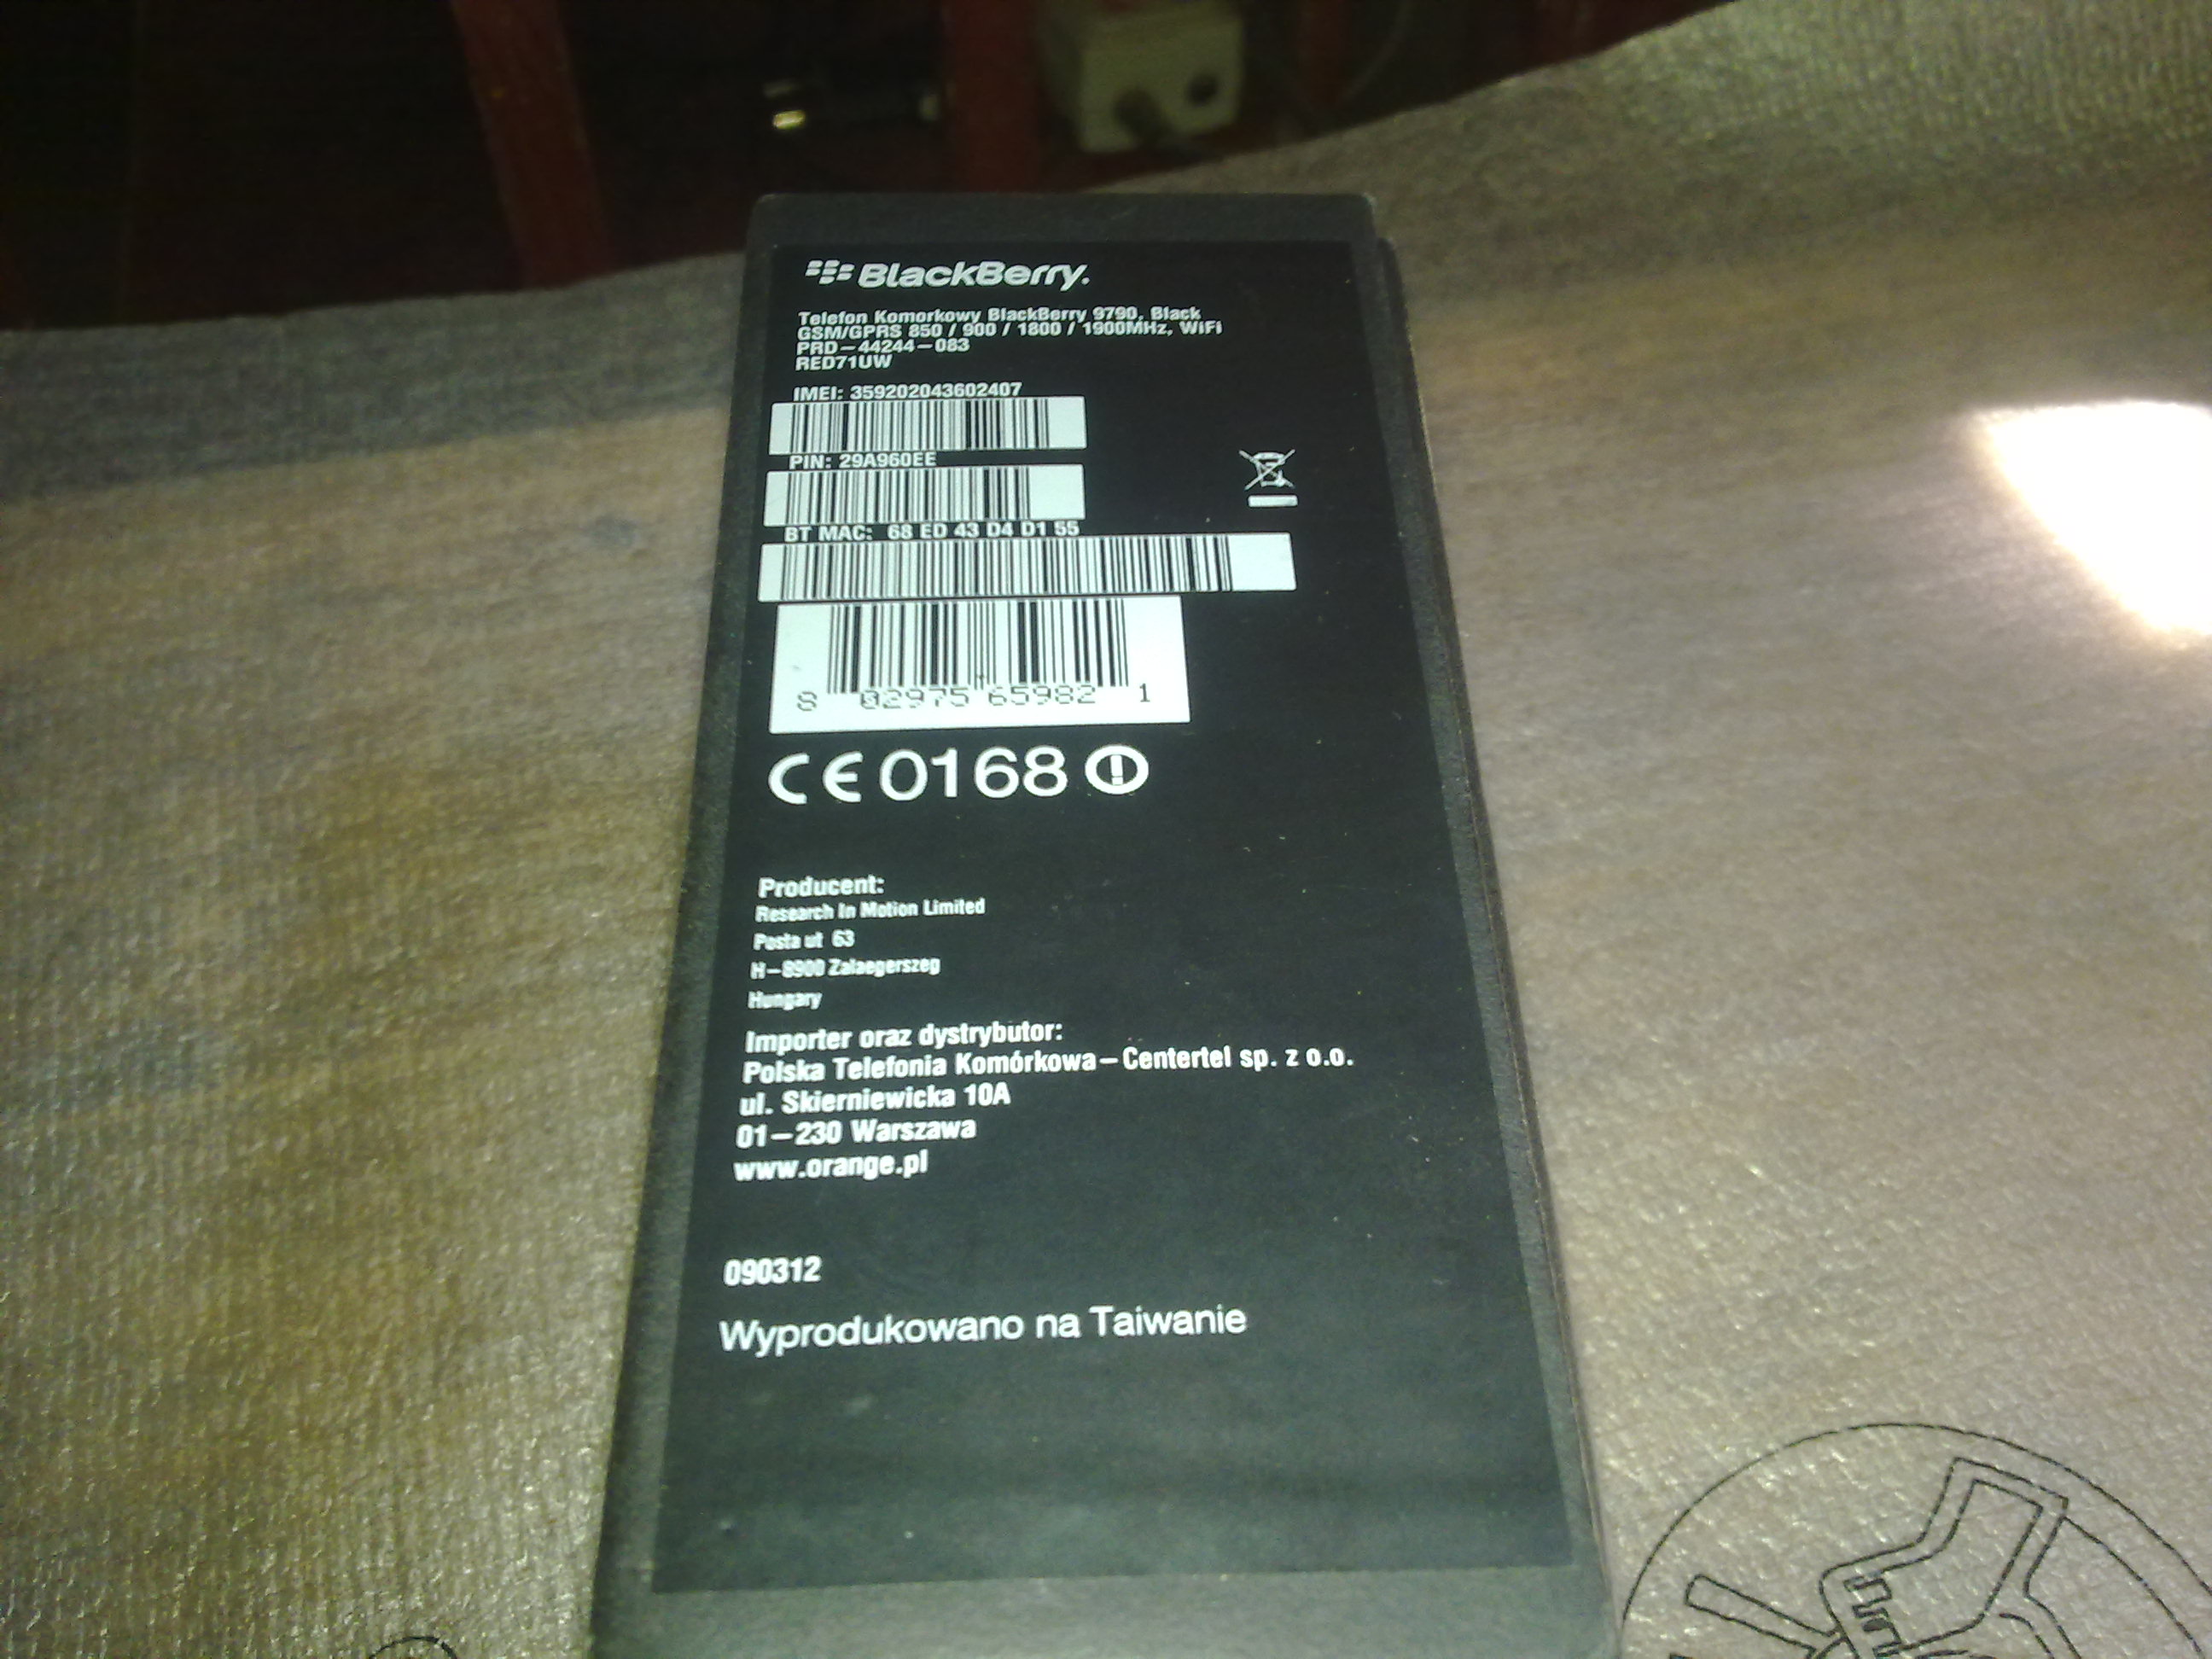 BlackBerry.
Telefon Komorkowy BlackBerry 9790, Black
GSM/GPRS 850 / 900 / 1800 / 1900MHz, WiFi
PRD-44244-083
RED71UW
IMEI: 359202043602407
PIN: 29A960EE
BT MAC: 68 ED 43 D4 D1 55
8 02975 65982 1
CE 0168
Producent:
Research In Motion Limited
Posta ut 63
H-8900 Zalaegerszeg
Hungary
Importer oraz dystrybutor:
Polska Telefonia Komórkowa-Centertel sp. z o.o.
ul. Skierniewicka 10A
01-230 Warszawa
www.orange.pl
090312
Wyprodukowano na Taiwanie